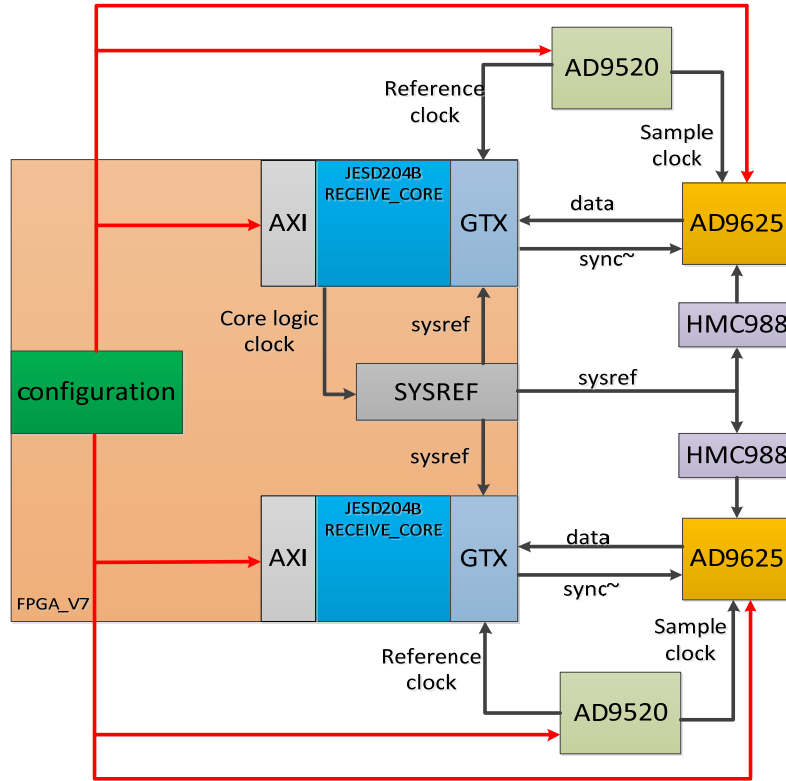 AD9520
Reference
clock
Sample
clock
JESD204B
RECEIVE_CORE
AXI
GTX
data
AD9625
sync~
Core logic
clock
sysref
HMC988
configuration
SYSREF
sysref
sysref
HMC988
JESD204B
RECEIVE_CORE
AXI
GTX
data
AD9625
sync~
FPGA_V7
Reference
clock
Sample
clock
AD9520